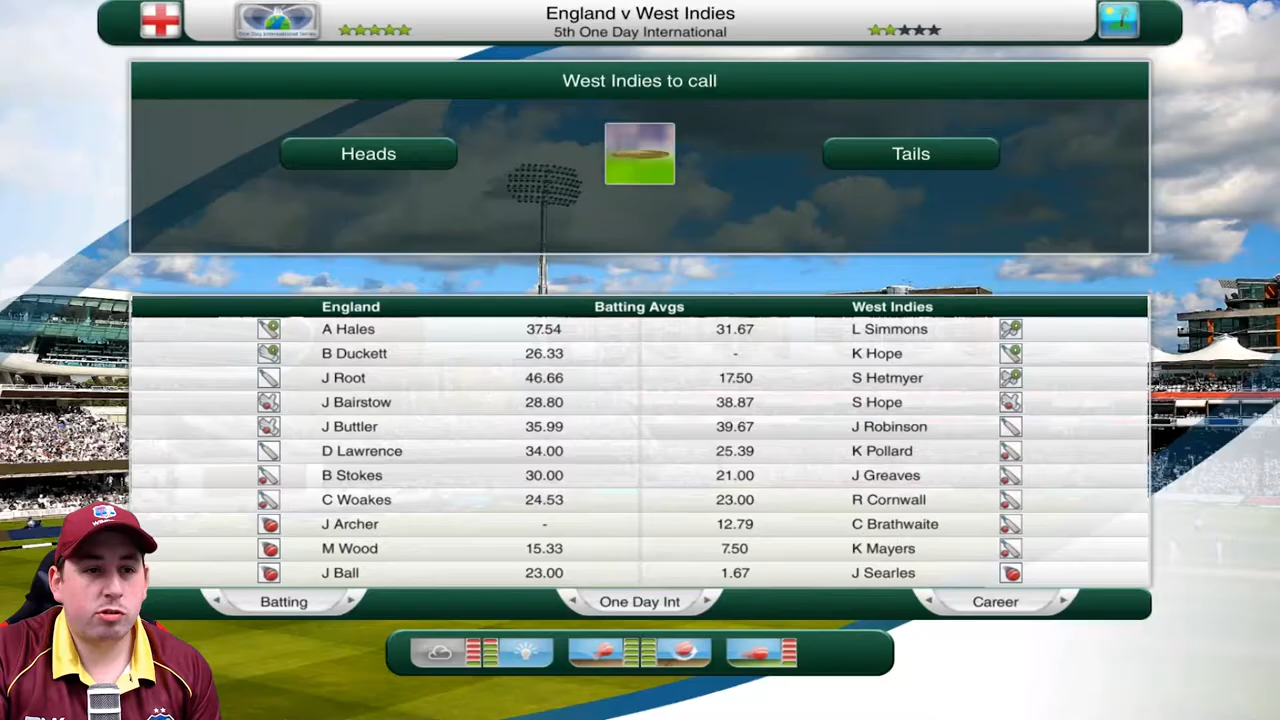 England v West Indies
5th One Day International
West Indies to call
Heads
Tails
England Batting Avgs West Indies
A Hales 37.54 31.67 L Simmons
B Duckett 26.33 - K Hope
J Root 46.66 17.50 S Hetmyer
J Bairstow 28.80 38.87 S Hope
J Buttler 35.99 39.67 J Robinson
D Lawrence 34.00 25.39 K Pollard
B Stokes 30.00 21.00 J Greaves
C Woakes 24.53 23.00 R Cornwall
J Archer - 12.79 C Brathwaite
M Wood 15.33 7.50 K Mayers
J Ball 23.00 1.67 J Searles
Batting One Day Int Career